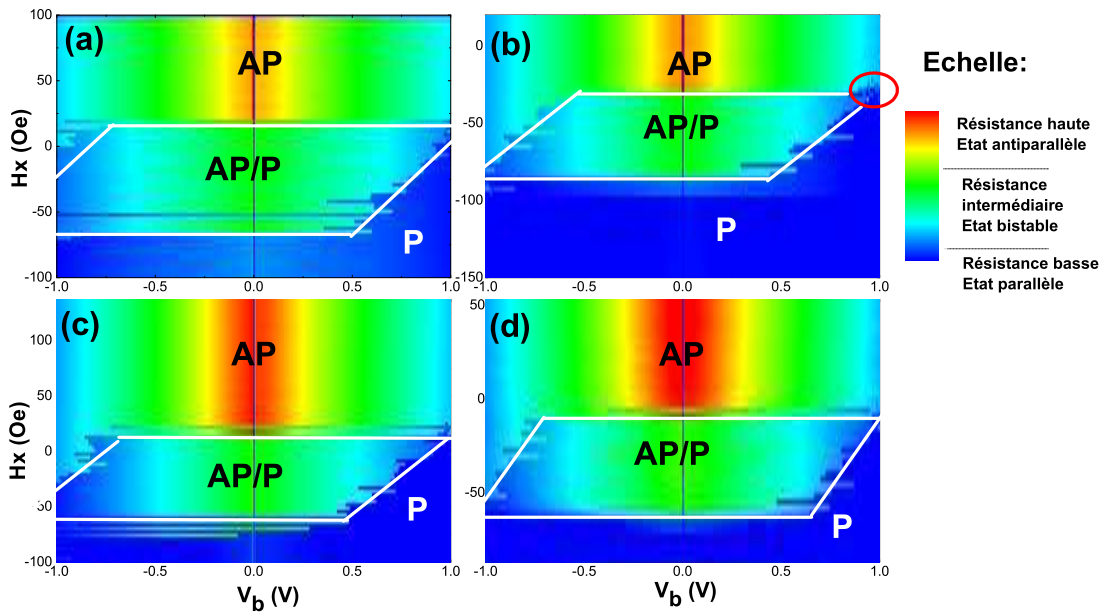 (a)
AP
AP/P
P
Hx (Oe)
100
50
0
-50
-100
-1.0
-0.5
0.0
0.5
1.0
(b)
AP
AP/P
P
0
-50
-100
-150
-1.0
-0.5
0.0
0.5
1.0
Echelle:
Résistance haute
Etat antiparallèle
Résistance
intermédiaire
Etat bistable
Résistance basse
Etat parallèle
(c)
AP
AP/P
P
Hx (Oe)
100
50
0
50
-100
-1.0
-0.5
0.0
0.5
1.0
Vb (V)
(d)
AP
AP/P
P
50
0
-50
-1.0
-0.5
0.0
0.5
1.0
Vb (V)